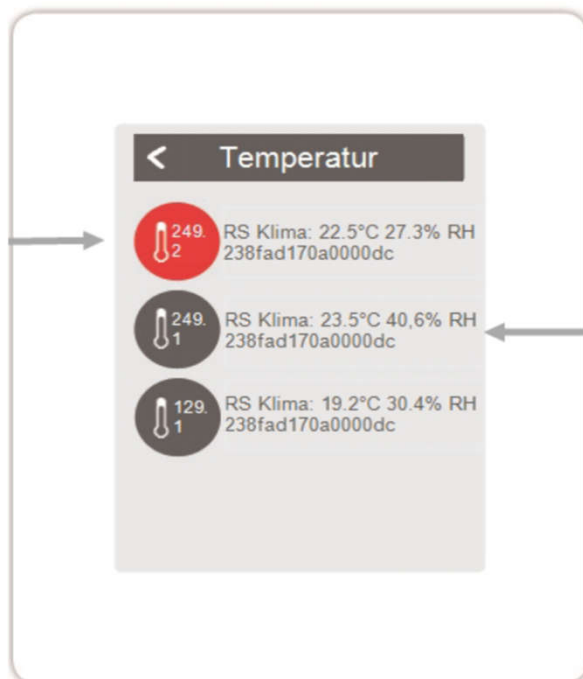 < Temperatur
249.
2
RS Klima: 22.5°C 27.3% RH
238fad170a0000dc
249.
1
RS Klima: 23.5°C 40,6% RH
238fad170a0000dc
129.
1
RS Klima: 19.2°C 30.4% RH
238fad170a0000dc